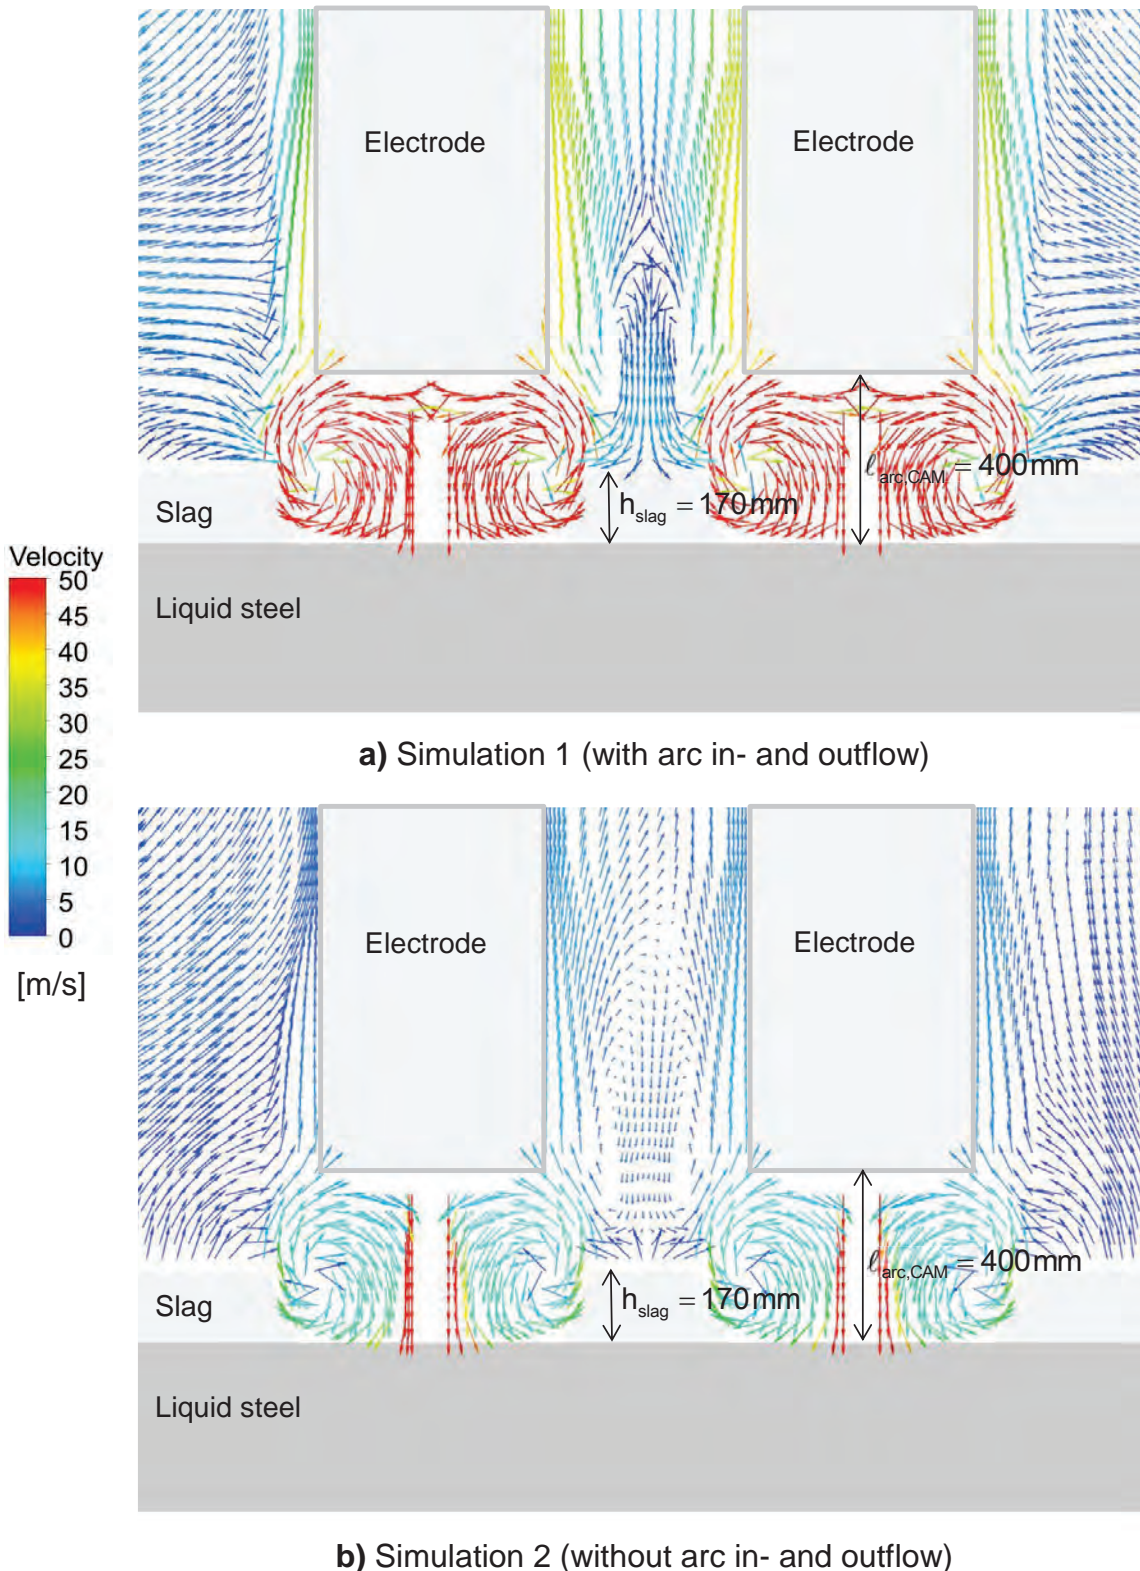 Electrode
Electrode
ℓarc,CAM = 400mm
hslag = 170mm
Slag
Velocity
50
45
40
35
30
25
20
15
10
5
0
[m/s]
Liquid steel
a) Simulation 1 (with arc in- and outflow)
Electrode
Electrode
ℓarc,CAM = 400mm
hslag = 170mm
Slag
Liquid steel
b) Simulation 2 (without arc in- and outflow)